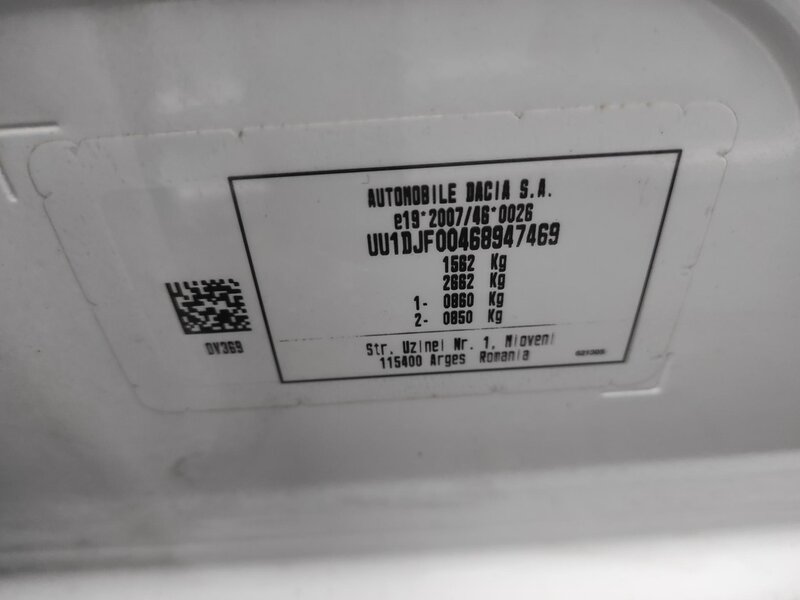 AUTOMOBILE DACIA S.A.
e19*2007/46*0026
UU1DJF00468947469
1562 Kg
2662 Kg
1- 0860 Kg
2- 0850 Kg
Str. Uzinei Nr. 1, Mioveni
115400 Arges Romania
DV369